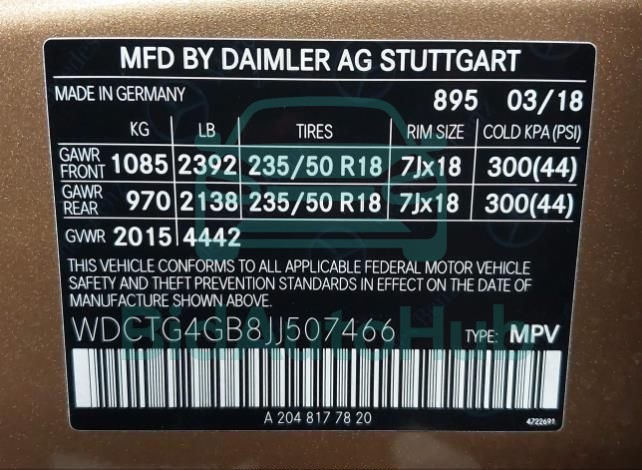 MFD BY DAIMLER AG STUTTGART
MADE IN GERMANY 895 03/18
KG LB TIRES RIM SIZE COLD KPA (PSI)
GAWR FRONT 1085 2392 235/50 R18 7Jx18 300(44)
GAWR REAR 970 2138 235/50 R18 7Jx18 300(44)
GVWR 2015 4442
THIS VEHICLE CONFORMS TO ALL APPLICABLE FEDERAL MOTOR VEHICLE
SAFETY AND THEFT PREVENTION STANDARDS IN EFFECT ON THE DATE OF
MANUFACTURE SHOWN ABOVE.
WDCTG4GB8JJ507466 TYPE: MPV
BidAutoHub
A 204 817 78 20
4722691